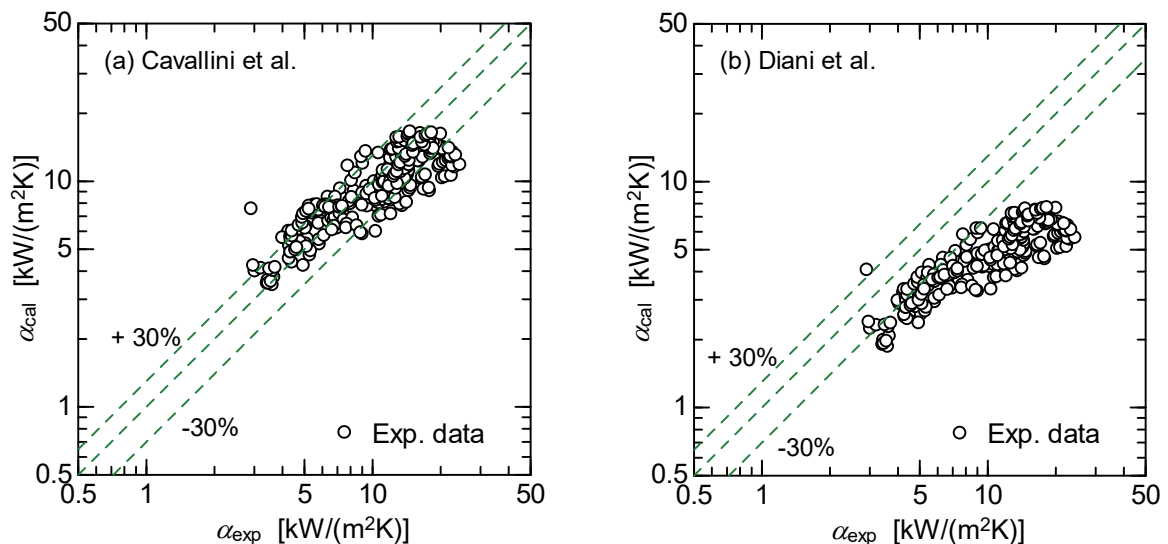 50
(a) Cavallini et al.
10
5
1
0.5
αcal [kW/(m²K)]
+ 30%
-30%
Exp. data
0.5 1 5 10 50
αexp [kW/(m²K)]
50
(b) Diani et al.
10
5
1
0.5
αcal [kW/(m²K)]
+ 30%
-30%
Exp. data
0.5 1 5 10 50
αexp [kW/(m²K)]